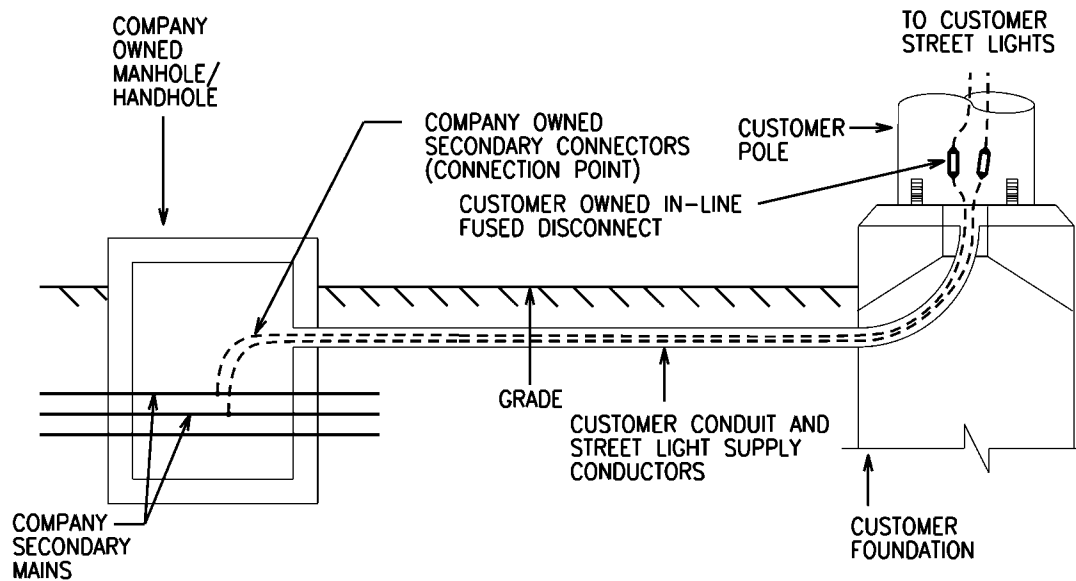 COMPANY
OWNED
MANHOLE/
HANDHOLE
TO CUSTOMER
STREET LIGHTS
COMPANY OWNED
SECONDARY CONNECTORS
(CONNECTION POINT)
CUSTOMER
POLE
CUSTOMER OWNED IN-LINE
FUSED DISCONNECT
GRADE
CUSTOMER CONDUIT AND
STREET LIGHT SUPPLY
CONDUCTORS
COMPANY
SECONDARY
MAINS
CUSTOMER
FOUNDATION